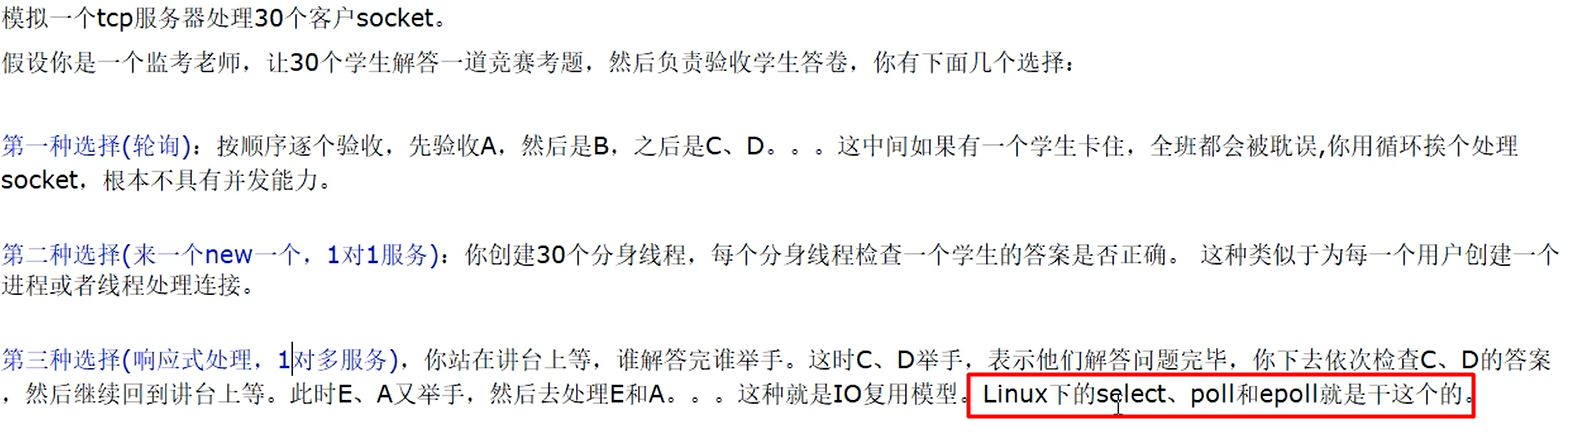 模拟一个tcp服务器处理30个客户socket。
假设你是一个监考老师，让30个学生解答一道竞赛考题，然后负责验收学生答卷，你有下面几个选择：
第一种选择(轮询)：按顺序逐个验收，先验收A，然后是B，之后是C、D。。。这中间如果有一个学生卡住，全班都会被耽误,你用循环挨个处理
socket，根本不具有并发能力。
第二种选择(来一个new一个，1对1服务)：你创建30个分身线程，每个分身线程检查一个学生的答案是否正确。 这种类似于为每一个用户创建一个
进程或者线程处理连接。
第三种选择(响应式处理，1对多服务)，你站在讲台上等，谁解答完谁举手。这时C、D举手，表示他们解答问题完毕，你下去依次检查C、D的答案
，然后继续回到讲台上等。此时E、A又举手，然后去处理E和A。。。这种就是IO复用模型。Linux下的select、poll和epoll就是干这个的。